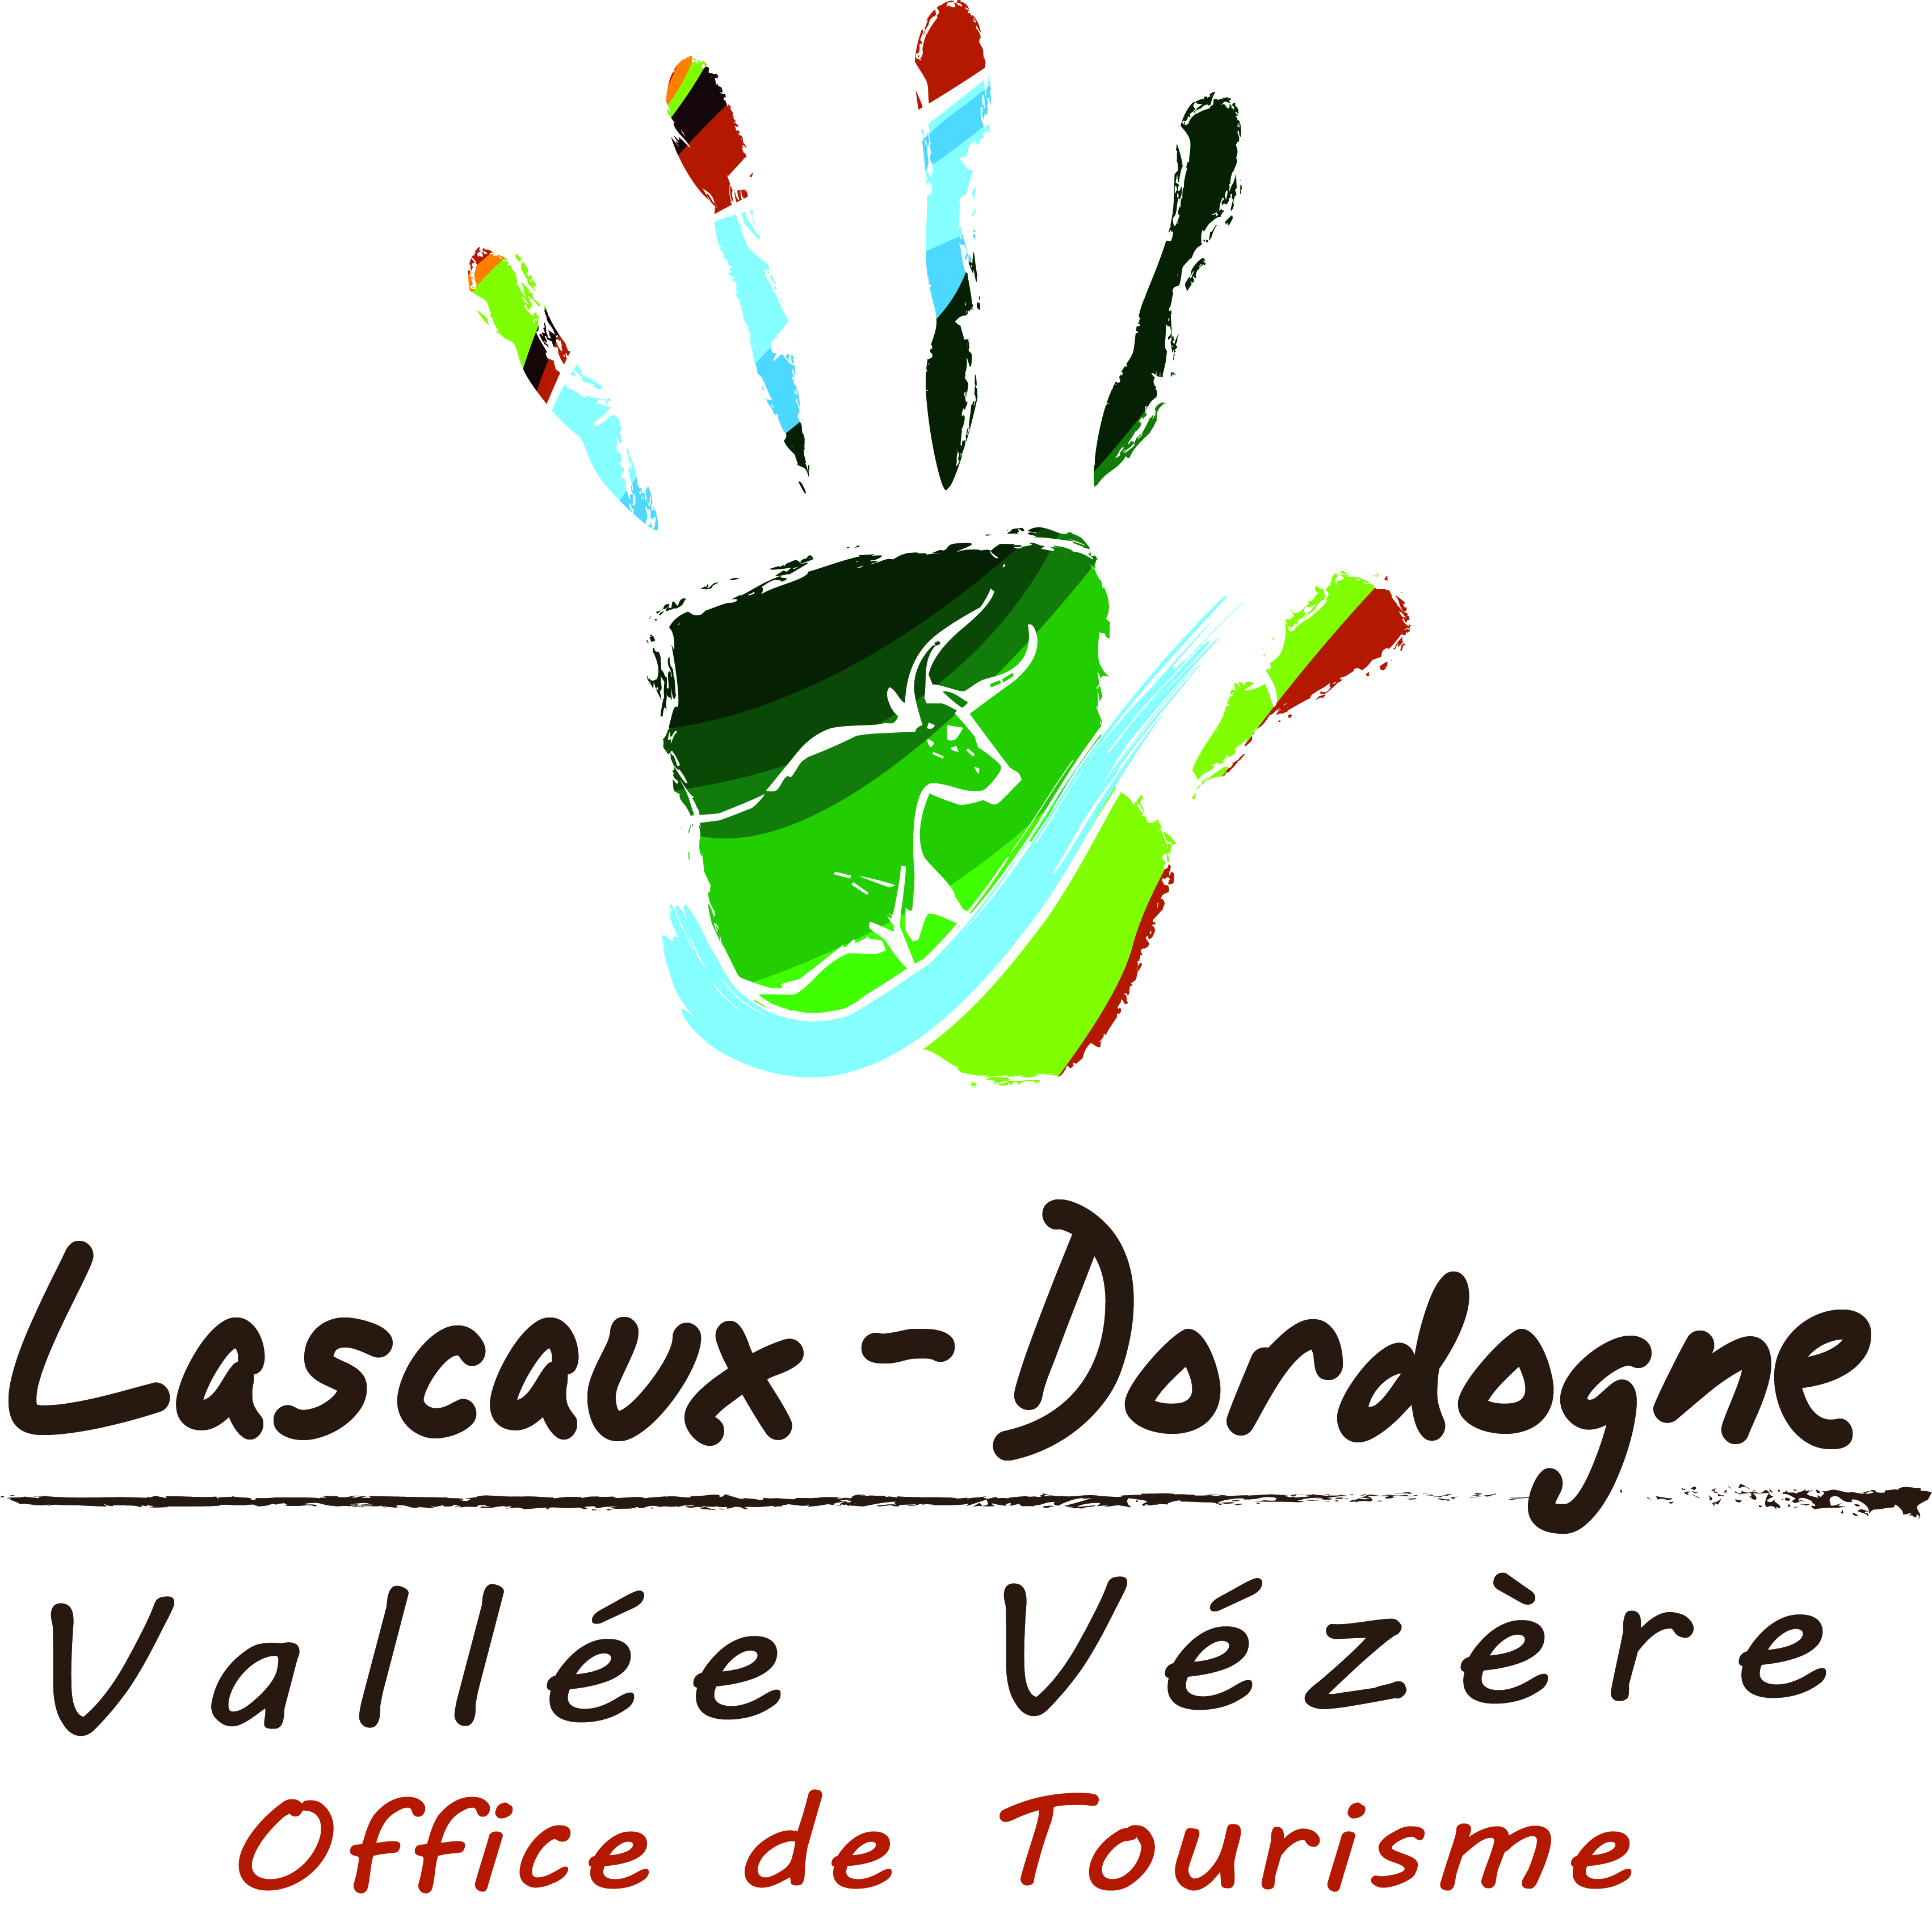 Lascaux - Dordogne
Vallée Vézère
Office de Tourisme